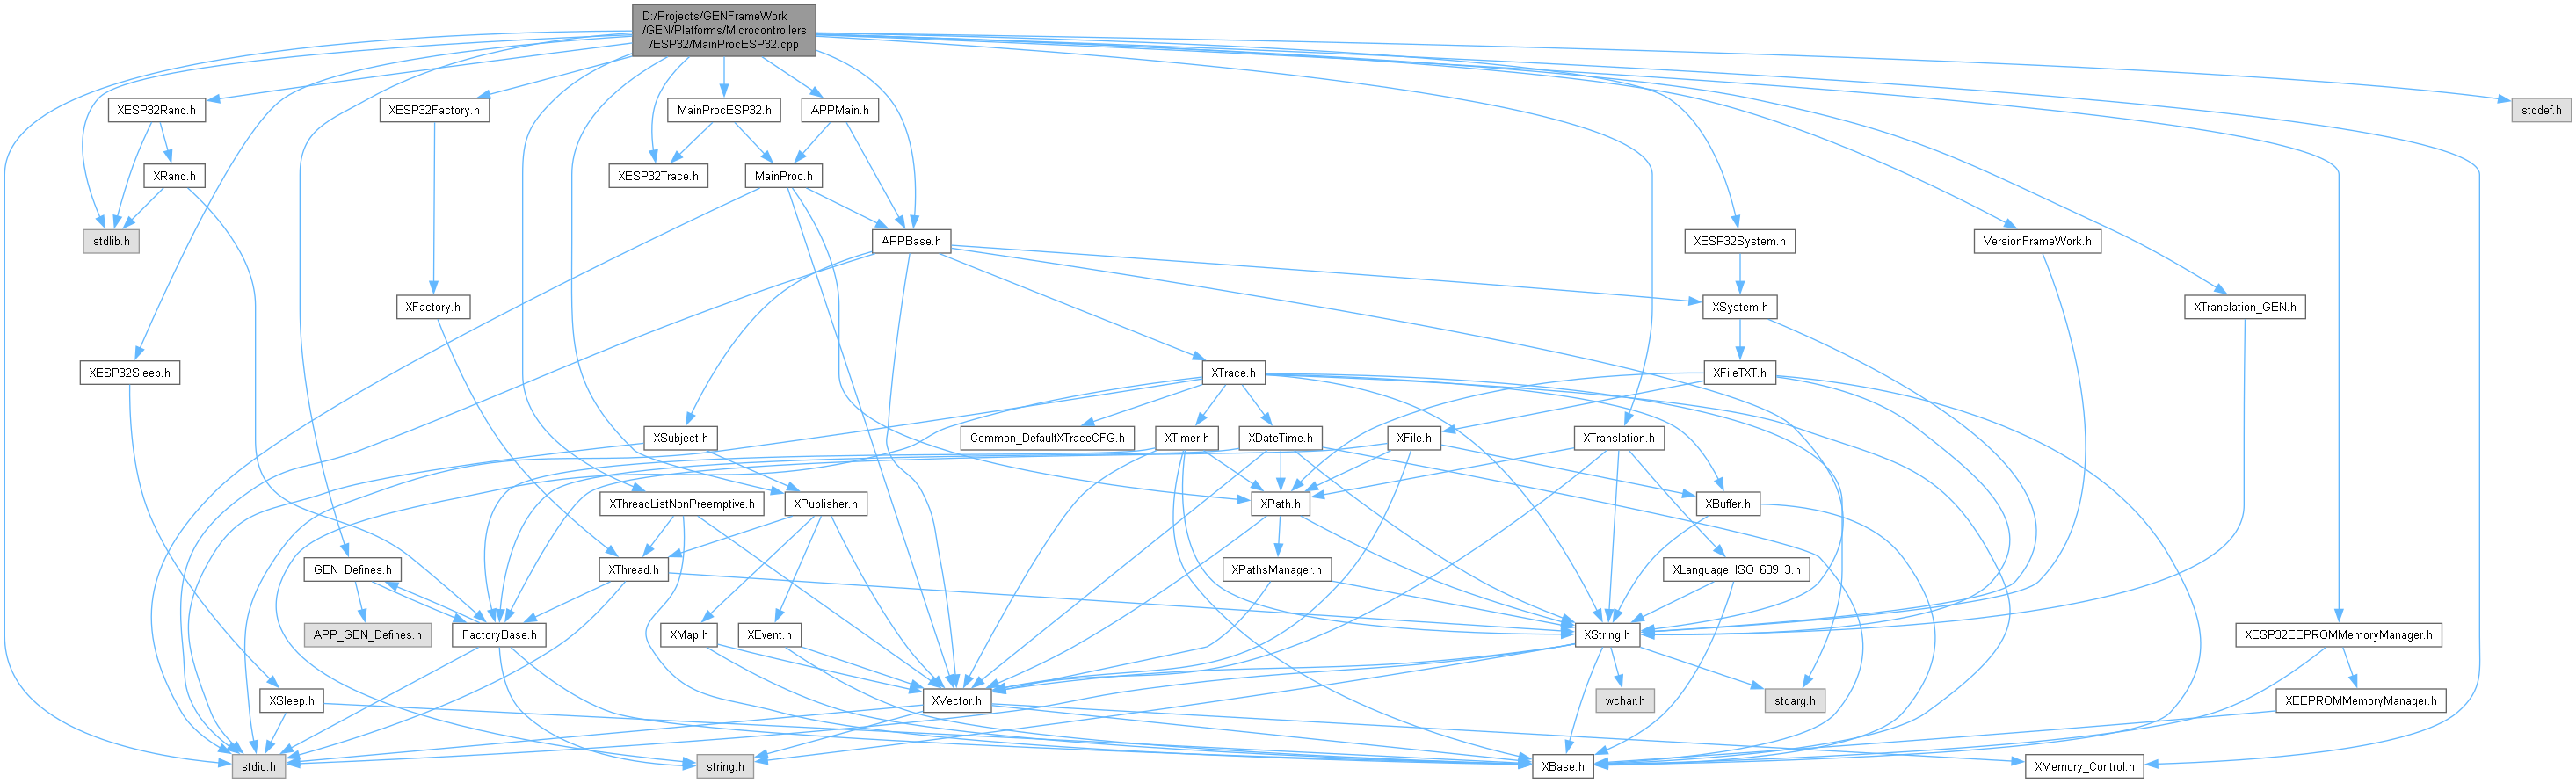 D:/Projects/GENFrameWork
/GEN/Platforms/Microcontrollers
/ESP32/MainProcESP32.cpp
XESP32Rand.h
XESP32Factory.h
MainProcESP32.h
APPMain.h
stddef.h
XRand.h
XESP32Trace.h
MainProc.h
stdlib.h
APPBase.h
XESP32System.h
VersionFrameWork.h
XFactory.h
XSystem.h
XTranslation_GEN.h
XESP32Sleep.h
XTrace.h
XFileTXT.h
XSubject.h
Common_DefaultXTraceCFG.h
XTimer.h
XDateTime.h
XFile.h
XTranslation.h
XThreadListNonPreemptive.h
XPublisher.h
XPath.h
XBuffer.h
GEN_Defines.h
XThread.h
XPathsManager.h
XLanguage_ISO_639_3.h
APP_GEN_Defines.h
FactoryBase.h
XMap.h
XEvent.h
XString.h
XESP32EEPROMMemoryManager.h
XSleep.h
XVector.h
wchar.h
stdarg.h
XEEPROMMemoryManager.h
stdio.h
string.h
XBase.h
XMemory_Control.h